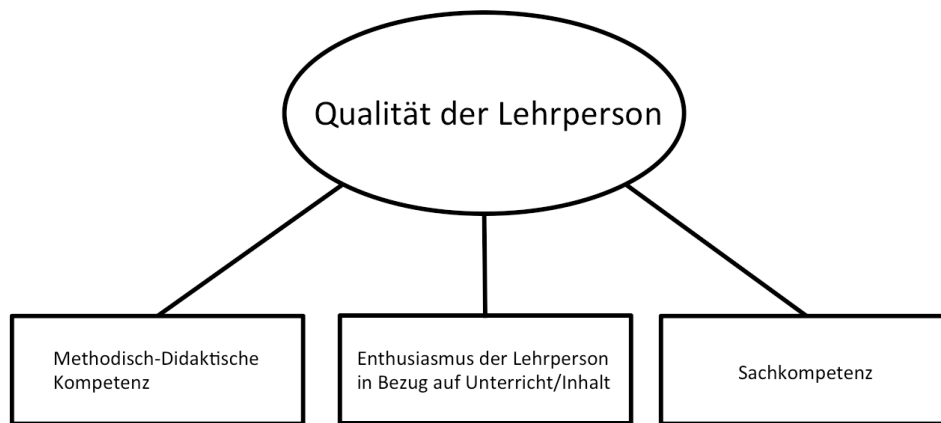 Qualität der Lehrperson
Methodisch-Didaktische
Kompetenz
Enthusiasmus der Lehrperson
in Bezug auf Unterricht/Inhalt
Sachkompetenz